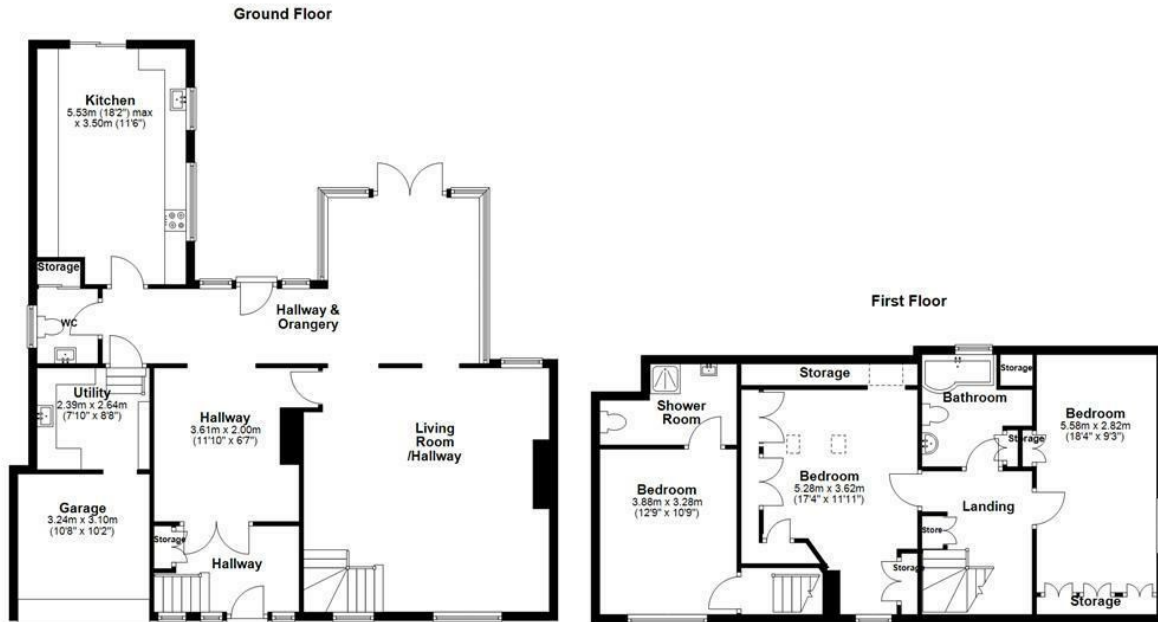 Ground Floor
Kitchen
5.53m (18'2") max
x 3.50m (11'6")
Storage
WC
Hallway &
Orangery
Utility
2.39m x 2.64m
(7'10" x 8'8")
Hallway
3.61m x 2.00m
(11'10" x 6'7")
Living
Room
/Hallway
Garage
3.24m x 3.10m
(10'8" x 10'2")
Storage
Hallway
First Floor
Storage
Storage
Shower
Room
Bathroom
Storage
Bedroom
5.58m x 2.82m
(18'4" x 9'3")
Bedroom
3.88m x 3.28m
(12'9" x 10'9")
Bedroom
5.28m x 3.62m
(17'4" x 11'11")
Landing
Store
Storage
Storage